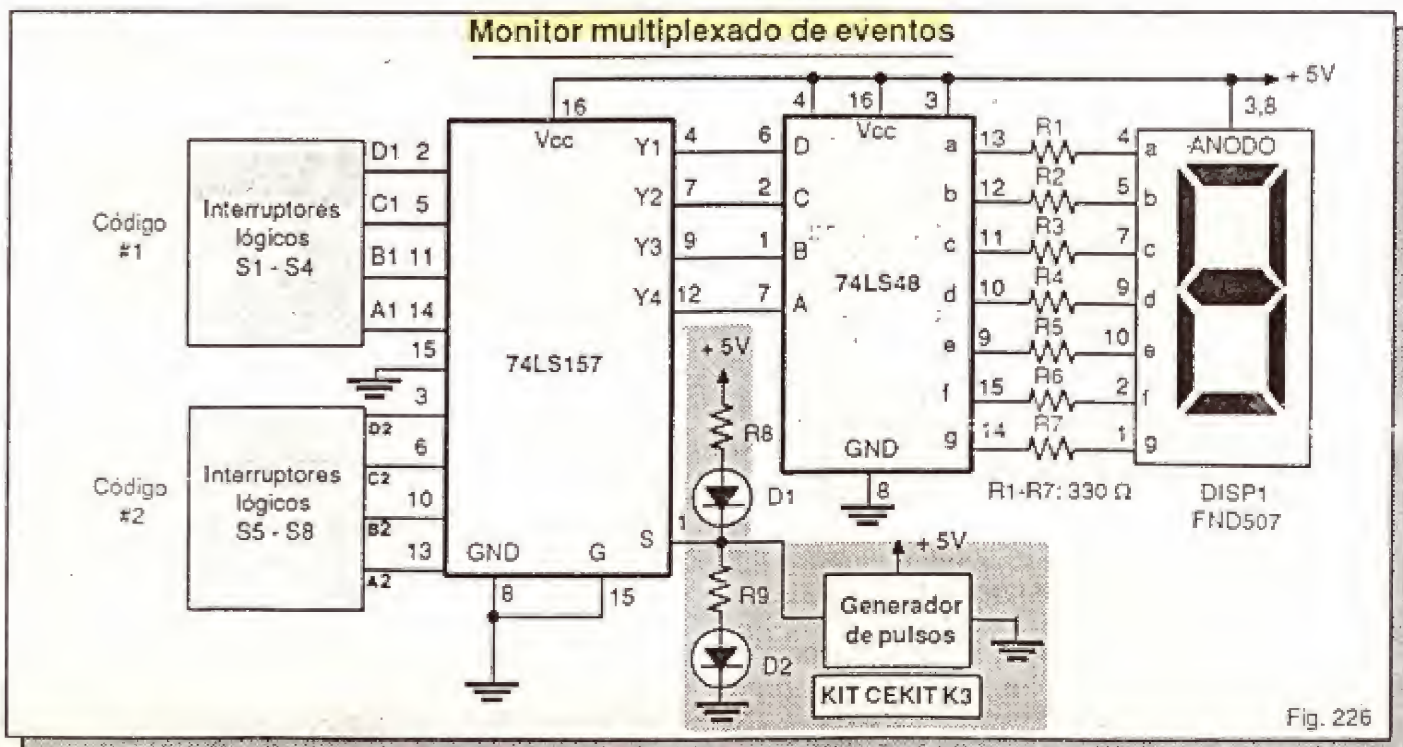 Monitor multiplexado de eventos
+ 5V
16
4
16
3
3,8
Vcc
Vcc
ANODO
Código
#1
Interruptores
lógicos
S1 - S4
D1 2
C1 5
B1 11
A1 14
15
Y1 4
Y2 7
Y3 9
Y4 12
6 D
2 C
1 B
7 A
74LS157
74LS48
a 13 R1 4 a
b 12 R2 5 b
c 11 R3 7 c
d 10 R4 9 d
e 9 R5 10 e
f 15 R6 2 f
g 14 R7 1 g
Código
#2
Interruptores
lógicos
S5 - S8
3
D2
6
C2
10
B2
13
A2
GND
G
S
1
8
15
+ 5V
R8
D1
R9
D2
GND
8
R1-R7: 330 Ω
DISP1
FND507
+ 5V
Generador
de pulsos
KIT CEKIT K3
Fig. 226